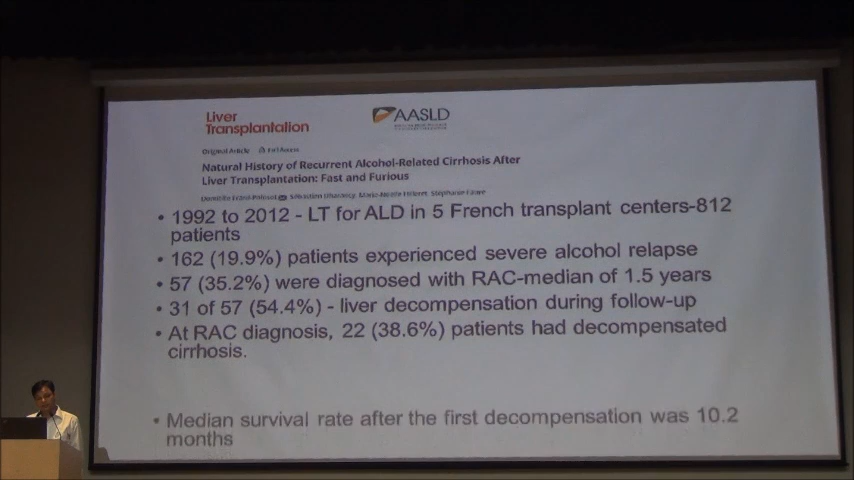 Liver
Transplantation
AASLD
Original Article
Natural History of Recurrent Alcohol-Related Cirrhosis After
Liver Transplantation: Fast and Furious
• 1992 to 2012 - LT for ALD in 5 French transplant centers-812
patients
• 162 (19.9%) patients experienced severe alcohol relapse
• 57 (35.2%) were diagnosed with RAC-median of 1.5 years
• 31 of 57 (54.4%) - liver decompensation during follow-up
• At RAC diagnosis, 22 (38.6%) patients had decompensated
cirrhosis.
• Median survival rate after the first decompensation was 10.2
months